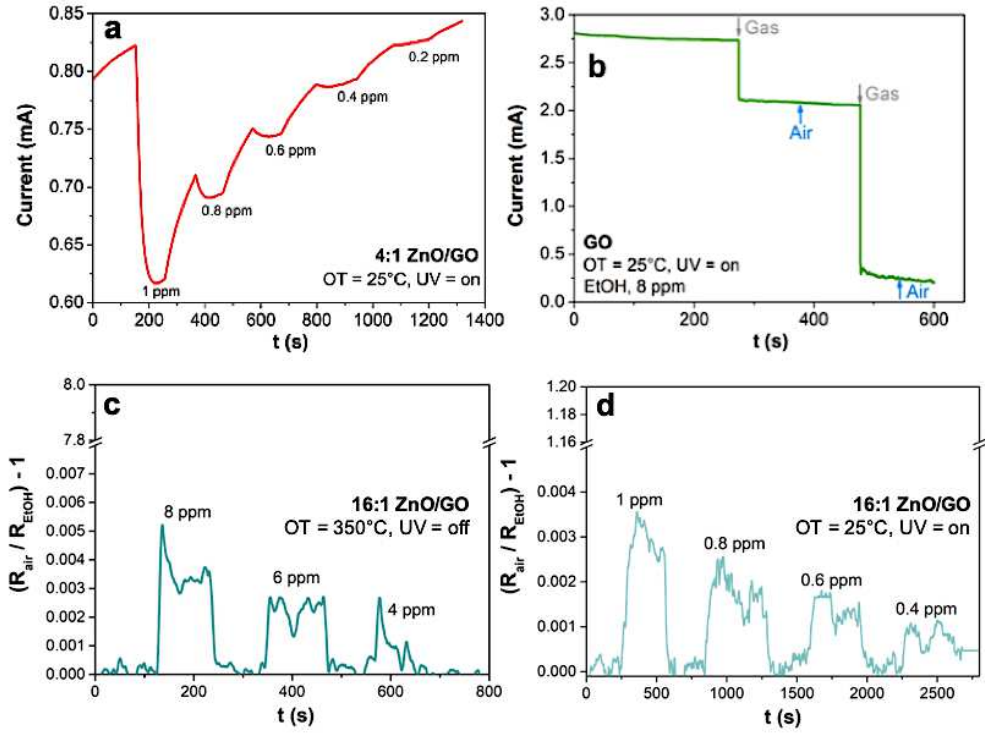 a
Current (mA)
0.85
0.80
0.75
0.70
0.65
0.60
1 ppm
0.8 ppm
0.6 ppm
0.4 ppm
0.2 ppm
4:1 ZnO/GO
OT = 25°C, UV = on
0 200 400 600 800 1000 1200 1400
t (s)
b
Current (mA)
3.0
2.5
2.0
1.5
1.0
0.5
0.0
Gas
Air
Gas
Air
GO
OT = 25°C, UV = on
EtOH, 8 ppm
0 200 400 600
t (s)
c
(R_air / R_EtOH) - 1
8.0
7.8
0.007
0.006
0.005
0.004
0.003
0.002
0.001
0.000
8 ppm
6 ppm
4 ppm
16:1 ZnO/GO
OT = 350°C, UV = off
0 200 400 600 800
t (s)
d
(R_air / R_EtOH) - 1
1.20
1.18
1.16
0.004
0.003
0.002
0.001
0.000
1 ppm
0.8 ppm
0.6 ppm
0.4 ppm
16:1 ZnO/GO
OT = 25°C, UV = on
0 500 1000 1500 2000 2500
t (s)